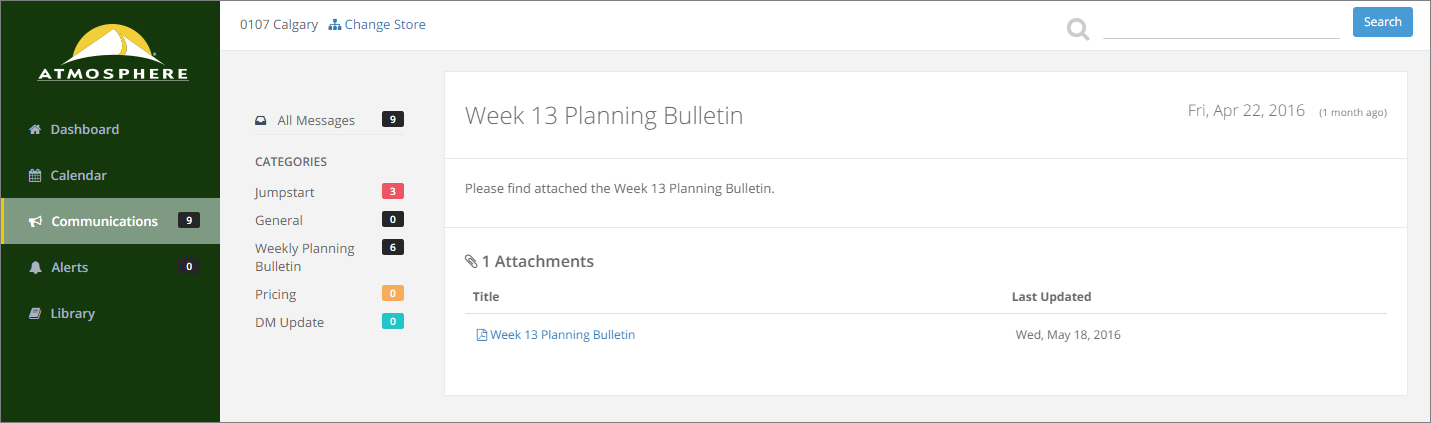 ATMOSPHERE
Dashboard
Calendar
Communications 9
Alerts 0
Library
0107 Calgary Change Store
Search
All Messages 9
CATEGORIES
Jumpstart 3
General 0
Weekly Planning 6
Bulletin
Pricing 0
DM Update 0
Week 13 Planning Bulletin
Fri, Apr 22, 2016 (1 month ago)
Please find attached the Week 13 Planning Bulletin.
1 Attachments
Title Last Updated
Week 13 Planning Bulletin Wed, May 18, 2016